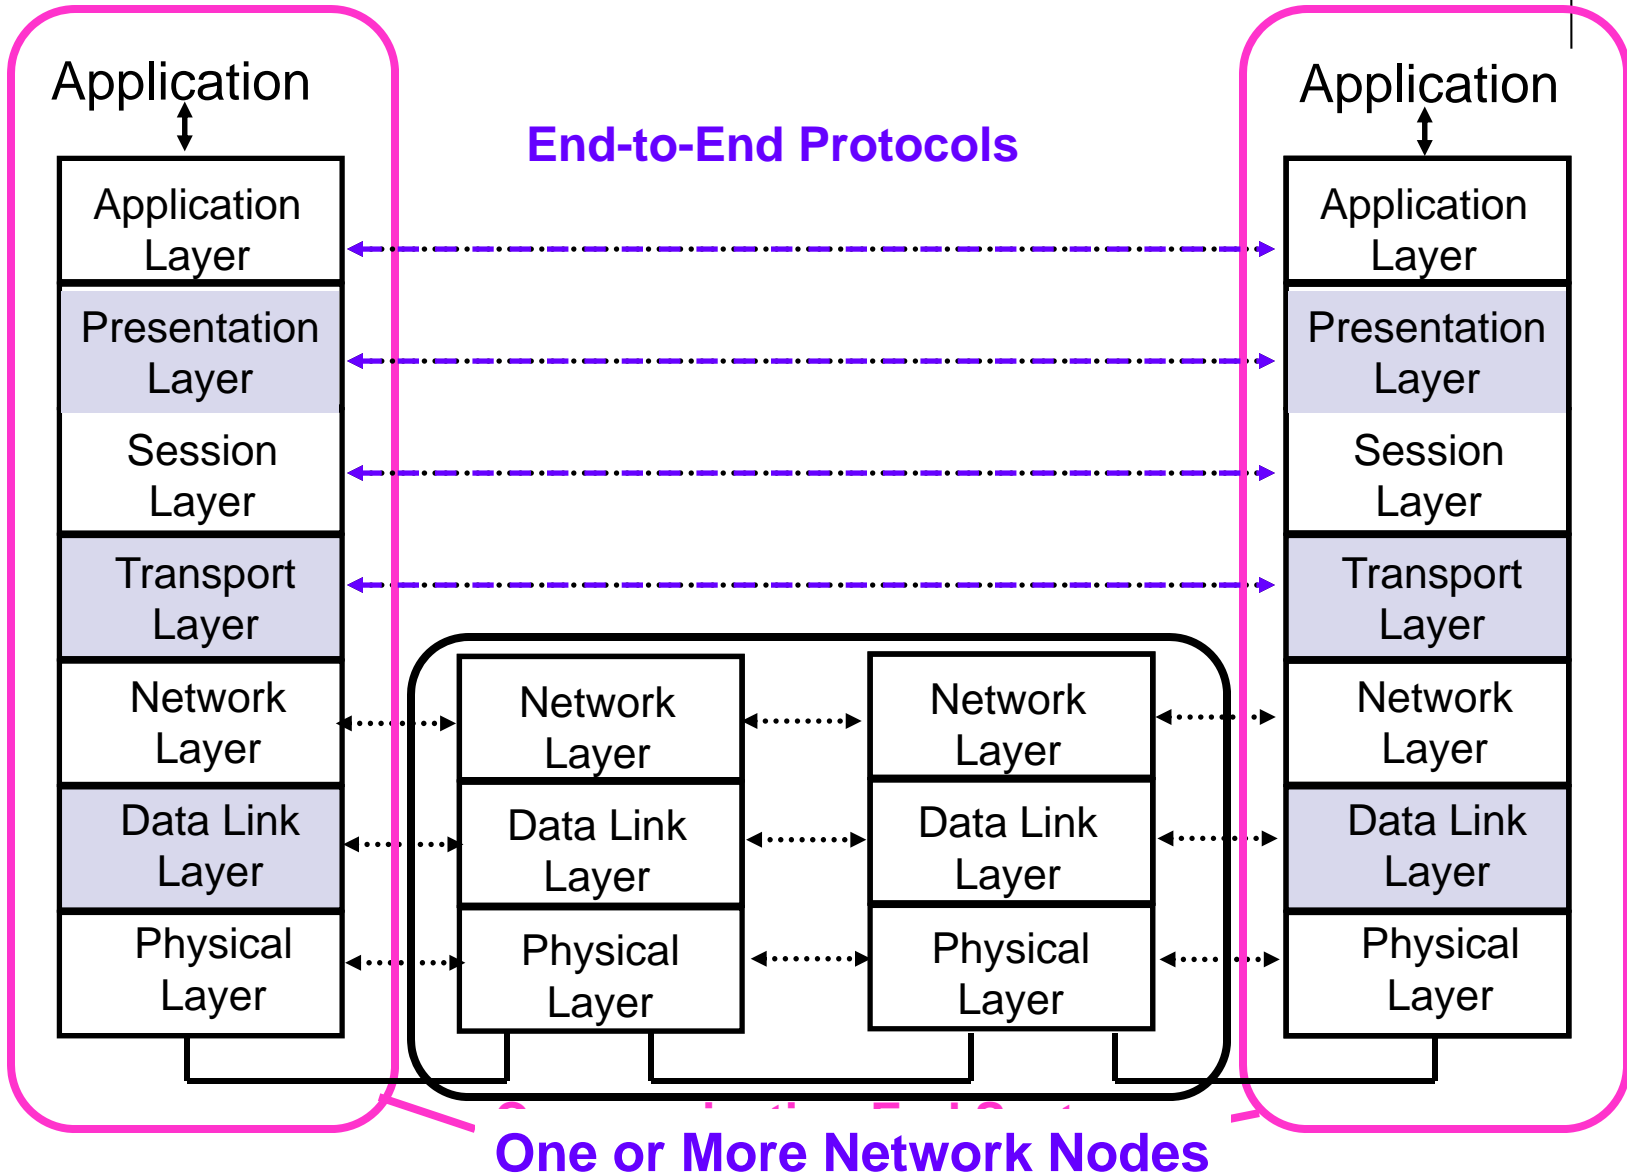 Application
Application
End-to-End Protocols
Application
Layer
Presentation
Layer
Session
Layer
Transport
Layer
Network
Layer
Data Link
Layer
Physical
Layer
Network
Layer
Data Link
Layer
Physical
Layer
Network
Layer
Data Link
Layer
Physical
Layer
Application
Layer
Presentation
Layer
Session
Layer
Transport
Layer
Network
Layer
Data Link
Layer
Physical
Layer
One or More Network Nodes